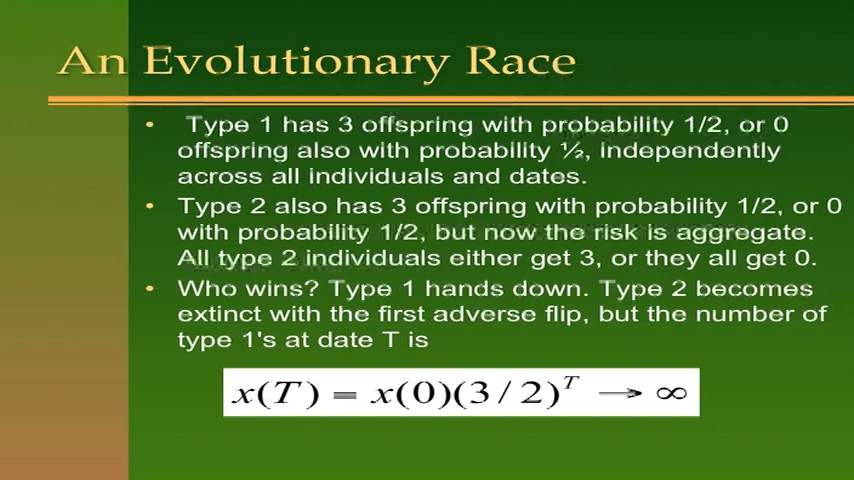 An Evolutionary Race
• Type 1 has 3 offspring with probability 1/2, or 0
offspring also with probability ½, independently
across all individuals and dates.
• Type 2 also has 3 offspring with probability 1/2, or 0
with probability 1/2, but now the risk is aggregate.
All type 2 individuals either get 3, or they all get 0.
• Who wins? Type 1 hands down. Type 2 becomes
extinct with the first adverse flip, but the number of
type 1's at date T is
x(T) = x(0)(3/2)^T → ∞